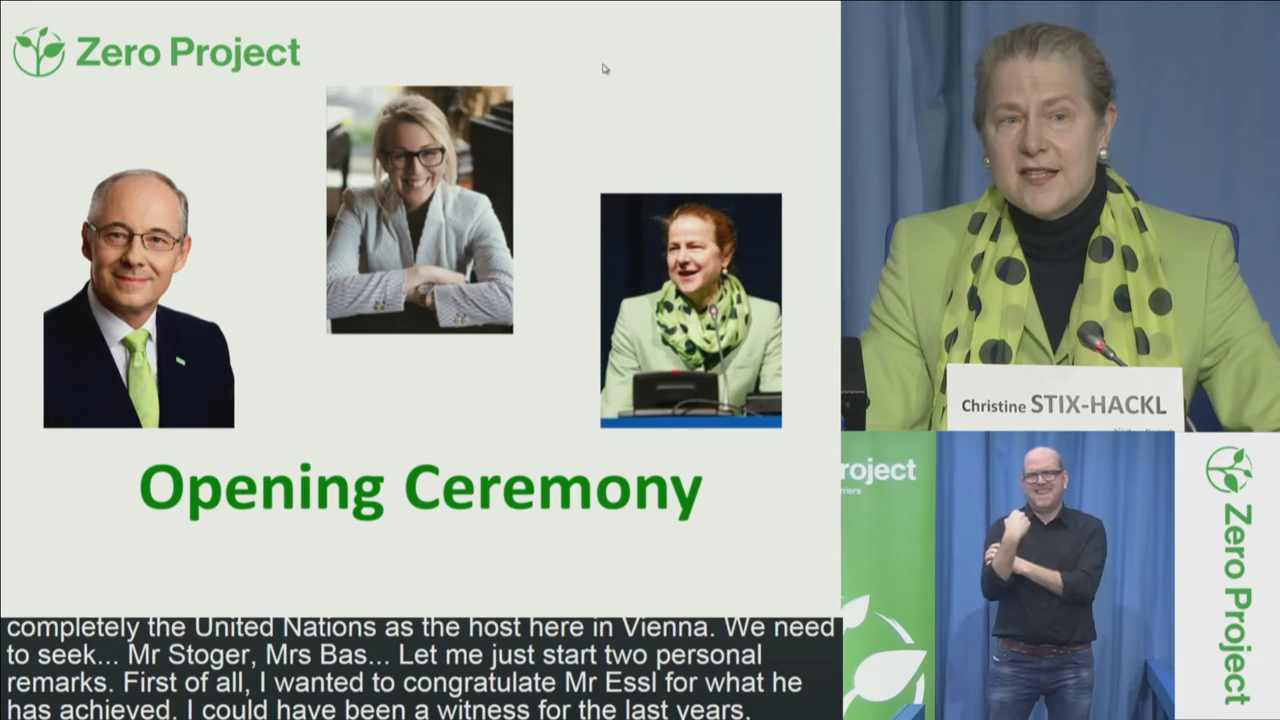 Zero Project
Opening Ceremony
completely the United Nations as the host here in Vienna. We need
to seek... Mr Stoger, Mrs Bas... Let me just start two personal
remarks. First of all, I wanted to congratulate Mr Essl for what he
has achieved. I could have been a witness for the last years.
Christine STIX-HACKL
roject
rriers
Zero Project